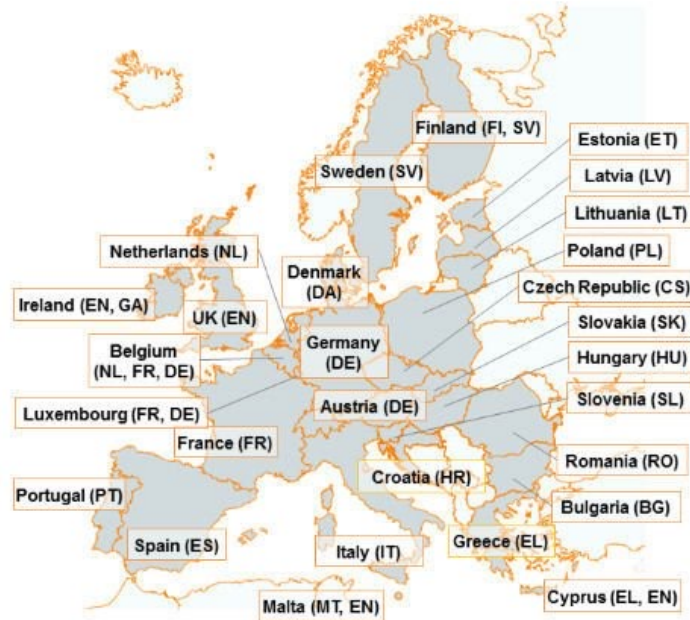 Finland (FI, SV)
Estonia (ET)
Sweden (SV)
Latvia (LV)
Lithuania (LT)
Netherlands (NL)
Denmark
(DA)
Poland (PL)
Czech Republic (CS)
Ireland (EN, GA)
UK (EN)
Slovakia (SK)
Belgium
(NL, FR, DE)
Germany
(DE)
Hungary (HU)
Slovenia (SL)
Luxembourg (FR, DE)
Austria (DE)
France (FR)
Romania (RO)
Croatia (HR)
Portugal (PT)
Bulgaria (BG)
Spain (ES)
Italy (IT)
Greece (EL)
Malta (MT, EN)
Cyprus (EL, EN)